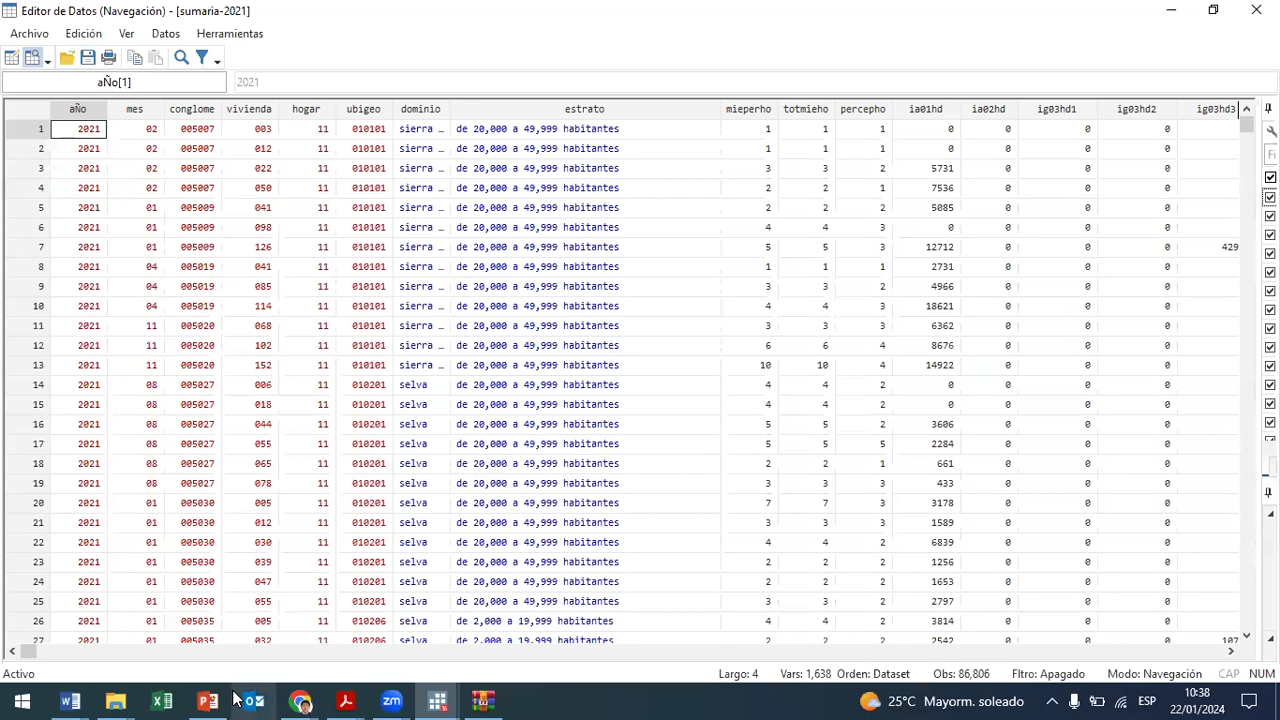 Editor de Datos (Navegación) - [sumaria-2021]
Archivo Edición Ver Datos Herramientas
aÑo[1] 2021
aÑo mes conglome vivienda hogar ubigeo dominio estrato mieperho totmieho percepho ia01hd ia02hd ig03hd1 ig03hd2 ig03hd3
1 2021 02 005007 003 11 010101 sierra … de 20,000 a 49,999 habitantes 1 1 1 0 0 0 0
2 2021 02 005007 012 11 010101 sierra … de 20,000 a 49,999 habitantes 1 1 1 0 0 0 0
3 2021 02 005007 022 11 010101 sierra … de 20,000 a 49,999 habitantes 3 3 2 5731 0 0 0
4 2021 02 005007 050 11 010101 sierra … de 20,000 a 49,999 habitantes 2 2 1 7536 0 0 0
5 2021 01 005009 041 11 010101 sierra … de 20,000 a 49,999 habitantes 2 2 2 5085 0 0 0
6 2021 01 005009 098 11 010101 sierra … de 20,000 a 49,999 habitantes 4 4 3 0 0 0 0
7 2021 01 005009 126 11 010101 sierra … de 20,000 a 49,999 habitantes 5 5 3 12712 0 0 0 429
8 2021 04 005019 041 11 010101 sierra … de 20,000 a 49,999 habitantes 1 1 1 2731 0 0 0
9 2021 04 005019 085 11 010101 sierra … de 20,000 a 49,999 habitantes 3 3 2 4966 0 0 0
10 2021 04 005019 114 11 010101 sierra … de 20,000 a 49,999 habitantes 4 4 3 18621 0 0 0
11 2021 11 005020 068 11 010101 sierra … de 20,000 a 49,999 habitantes 3 3 2 6362 0 0 0
12 2021 11 005020 102 11 010101 sierra … de 20,000 a 49,999 habitantes 6 6 4 8676 0 0 0
13 2021 11 005020 152 11 010101 sierra … de 20,000 a 49,999 habitantes 10 10 4 14922 0 0 0
14 2021 08 005027 006 11 010201 selva de 20,000 a 49,999 habitantes 4 4 2 0 0 0 0
15 2021 08 005027 018 11 010201 selva de 20,000 a 49,999 habitantes 4 4 2 0 0 0 0
16 2021 08 005027 044 11 010201 selva de 20,000 a 49,999 habitantes 5 5 2 3606 0 0 0
17 2021 08 005027 055 11 010201 selva de 20,000 a 49,999 habitantes 5 5 5 2284 0 0 0
18 2021 08 005027 065 11 010201 selva de 20,000 a 49,999 habitantes 2 2 1 661 0 0 0
19 2021 08 005027 078 11 010201 selva de 20,000 a 49,999 habitantes 3 3 3 433 0 0 0
20 2021 01 005030 005 11 010201 selva de 20,000 a 49,999 habitantes 7 7 3 3178 0 0 0
21 2021 01 005030 012 11 010201 selva de 20,000 a 49,999 habitantes 3 3 2 1589 0 0 0
22 2021 01 005030 030 11 010201 selva de 20,000 a 49,999 habitantes 4 4 2 6839 0 0 0
23 2021 01 005030 039 11 010201 selva de 20,000 a 49,999 habitantes 2 2 2 1256 0 0 0
24 2021 01 005030 047 11 010201 selva de 20,000 a 49,999 habitantes 2 2 2 1653 0 0 0
25 2021 01 005030 055 11 010201 selva de 20,000 a 49,999 habitantes 3 3 2 2797 0 0 0
26 2021 01 005035 005 11 010206 selva de 2,000 a 19,999 habitantes 4 4 2 3814 0 0 0
27 2021 01 005035 032 11 010206 selva de 2,000 a 19,999 habitantes 2 2 2 2542 0 0 0 107
Activo Largo: 4 Vars: 1,638 Orden: Dataset Obs: 86,806 Fltro: Apagado Modo: Navegación CAP NUM
25°C Mayorm. soleado ESP 10:38
22/01/2024